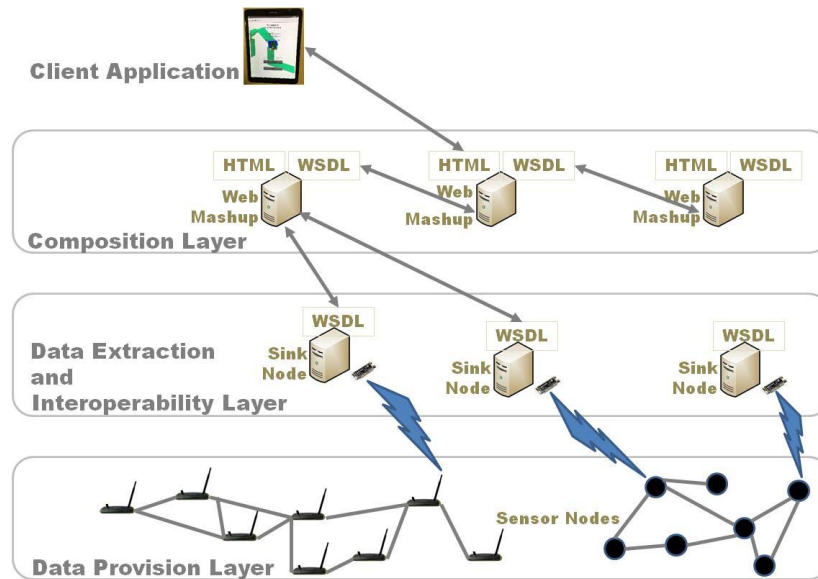 Client Application
HTML WSDL
HTML WSDL
HTML WSDL
Web
Mashup
Web
Mashup
Web
Mashup
Composition Layer
WSDL
WSDL
WSDL
Sink
Node
Sink
Node
Sink
Node
Data Extraction
and
Interoperability Layer
Sensor Nodes
Data Provision Layer